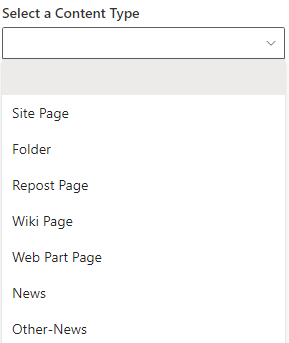 Select a Content Type
Site Page
Folder
Repost Page
Wiki Page
Web Part Page
News
Other-News